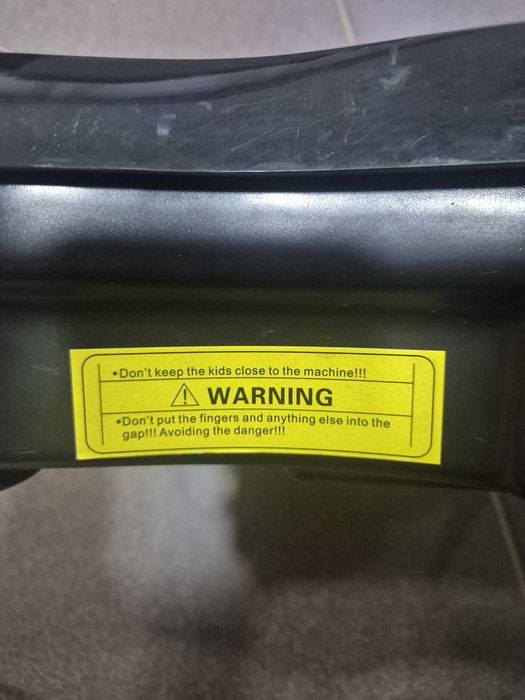 •Don't keep the kids close to the machine!!!
WARNING
•Don't put the fingers and anything else into the
gap!!! Avoiding the danger!!!